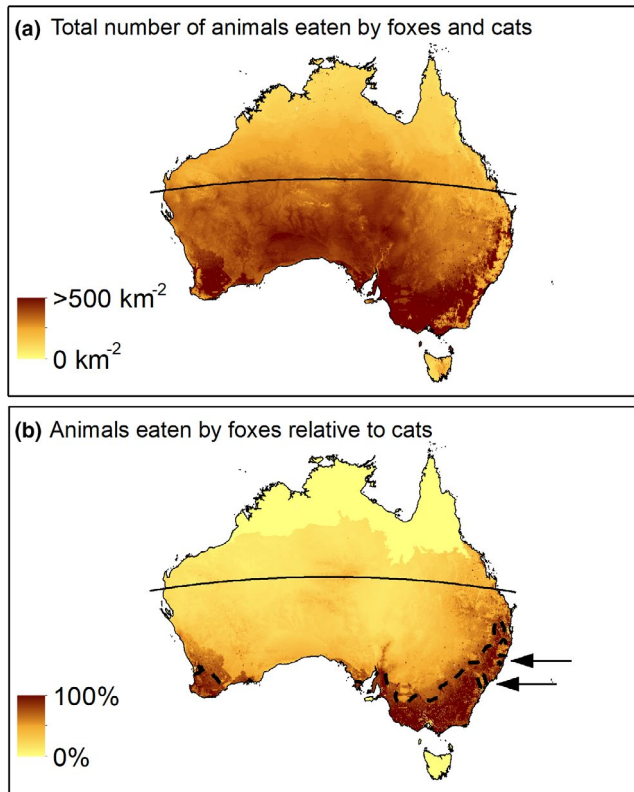 (a) Total number of animals eaten by foxes and cats
>500 km⁻²
0 km⁻²
(b) Animals eaten by foxes relative to cats
100%
0%